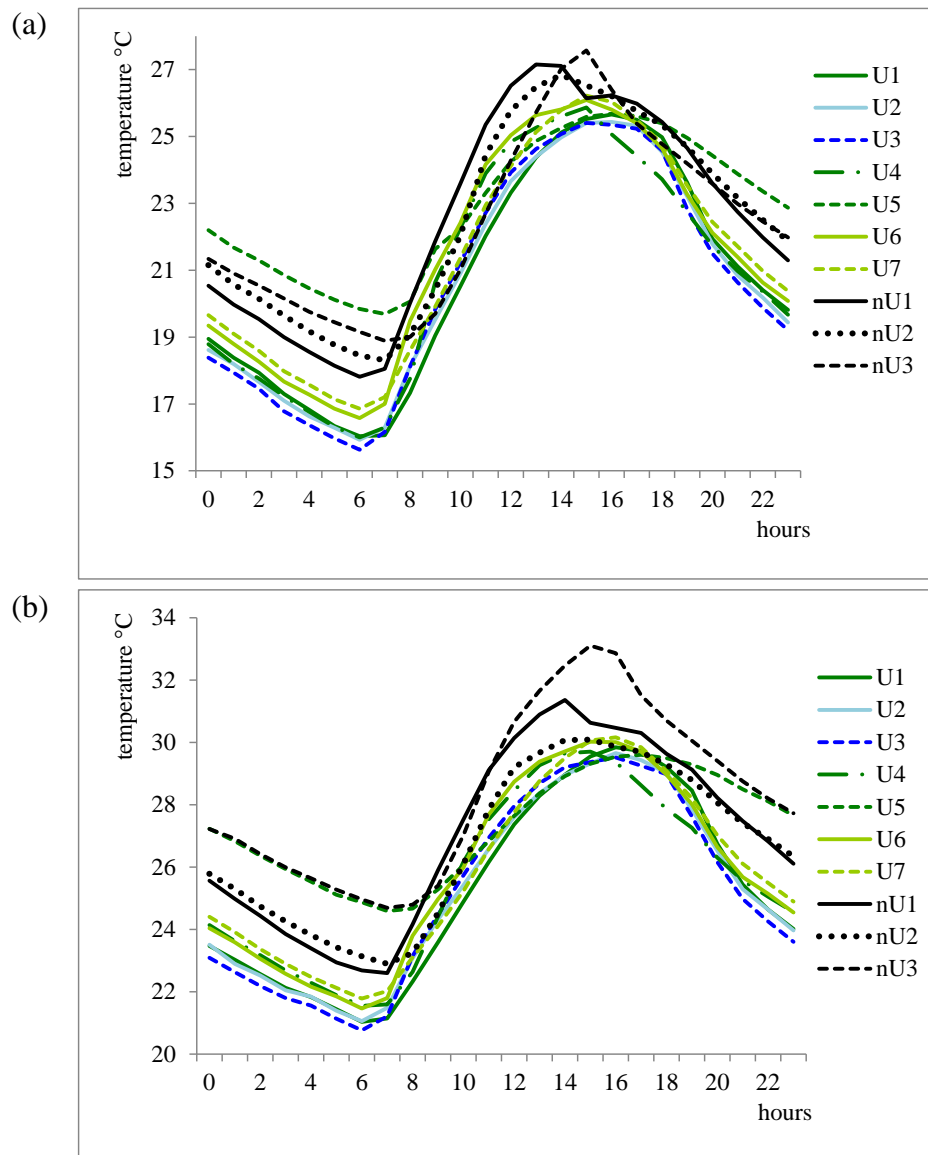 (a)
temperature °C
27
25
23
21
19
17
15
0 2 4 6 8 10 12 14 16 18 20 22
hours
U1
U2
U3
U4
U5
U6
U7
nU1
nU2
nU3
(b)
temperature °C
34
32
30
28
26
24
22
20
0 2 4 6 8 10 12 14 16 18 20 22
hours
U1
U2
U3
U4
U5
U6
U7
nU1
nU2
nU3